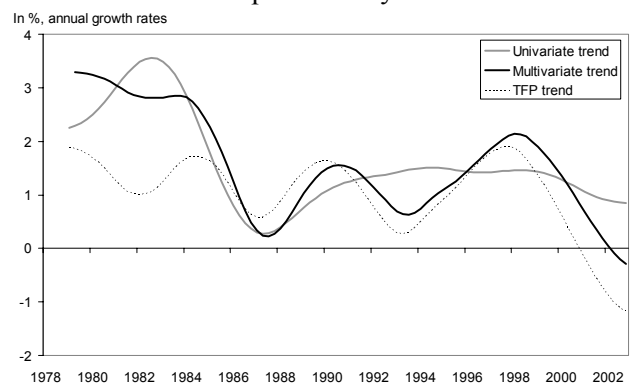 In %, annual growth rates
4
Univariate trend
Multivariate trend
TFP trend
3
2
1
0
-1
-2
1978 1980 1982 1984 1986 1988 1990 1992 1994 1996 1998 2000 2002